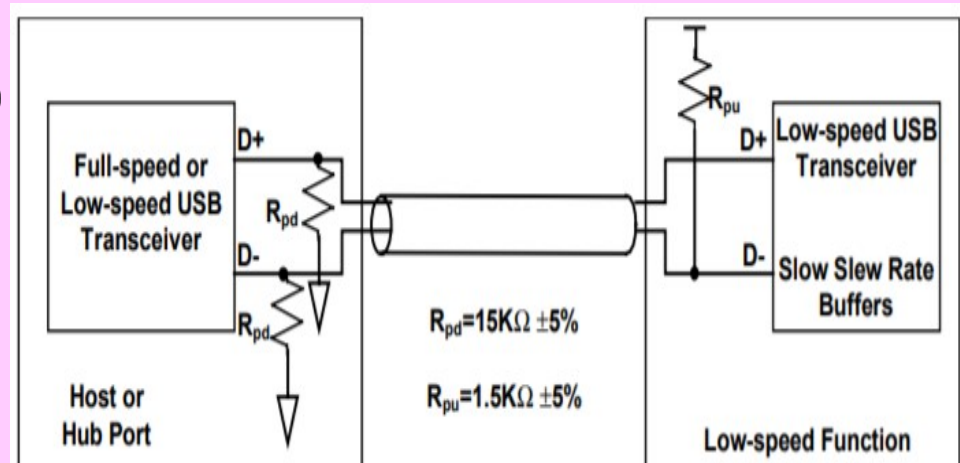 D+
Full-speed or
Low-speed USB
Transceiver
Rpd
D-
Rpd
Host or
Hub Port
Rpd=15KΩ ±5%
Rpu=1.5KΩ ±5%
Rpu
D+
Low-speed USB
Transceiver
D-
Slow Slew Rate
Buffers
Low-speed Function